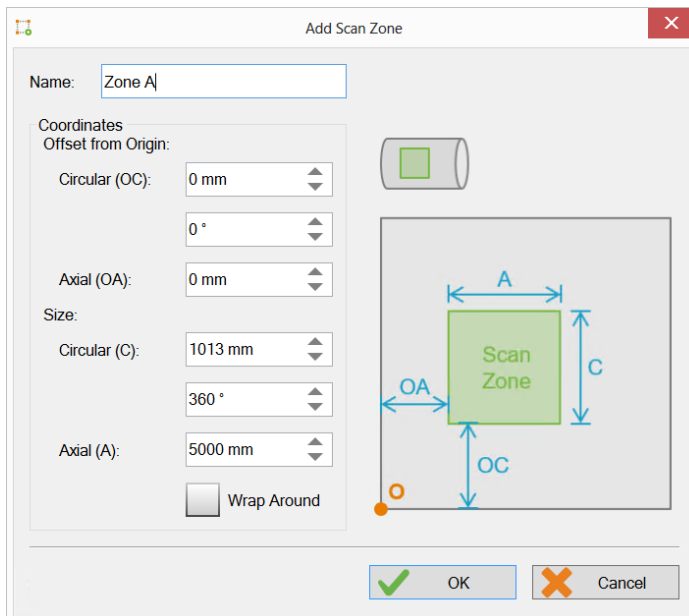 Add Scan Zone
Name: Zone A
Coordinates
Offset from Origin:
Circular (OC): 0 mm
0 °
Axial (OA): 0 mm
Size:
Circular (C): 1013 mm
360 °
Axial (A): 5000 mm
Wrap Around
A
Scan
Zone
C
OA
OC
O
OK Cancel